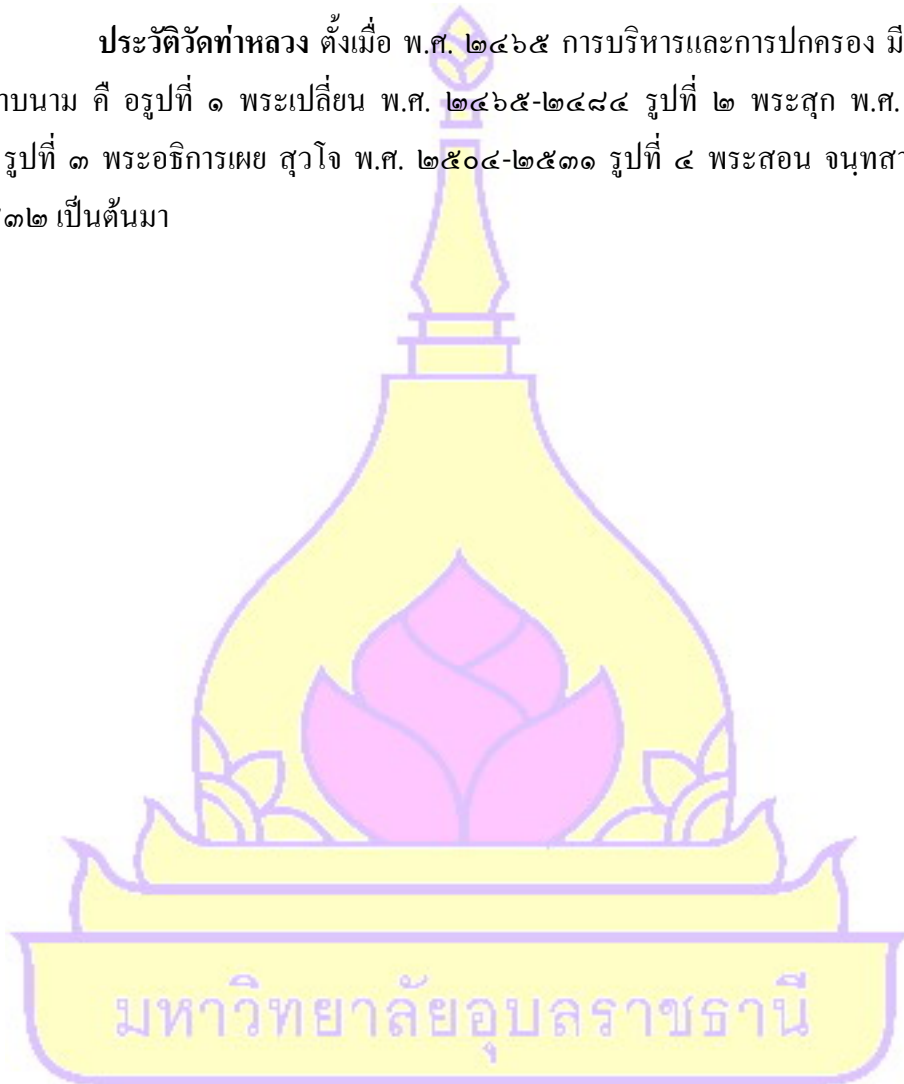 ประวัติวัดท่าหลวง ตั้งเมื่อ พ.ศ. ๒๔๖๕ การบริหารและการปกครอง มี
าบนาม คื อรูปที่ ๑ พระเปลี่ยน พ.ศ. ๒๔๖๕-๒๔๘๔ รูปที่ ๒ พระสุก พ.ศ.
รูปที่ ๓ พระอธิการเผย สุวโจ พ.ศ. ๒๕๐๔-๒๕๓๑ รูปที่ ๔ พระสอน จนฺทสา
๓๒ เป็นต้นมา
มหาวิทยาลัยอุบลราชธานี